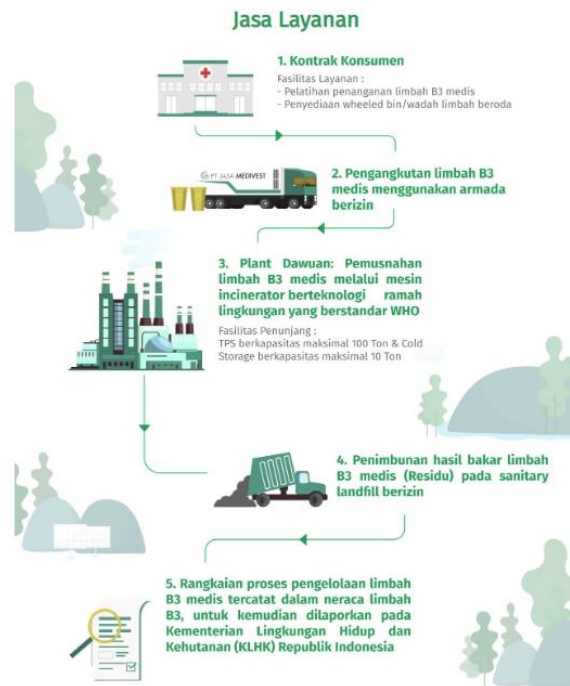 Jasa Layanan
1. Kontrak Konsumen
Fasilitas Layanan :
- Pelatihan penanganan limbah B3 medis
- Penyediaan wheeled bin/wadah limbah beroda
PT JASA MEDIVEST
2. Pengangkutan limbah B3
medis menggunakan armada
berizin
3. Plant Dawuan: Pemusnahan
limbah B3 medis melalui mesin
incinerator berteknologi ramah
lingkungan yang berstandar WHO
Fasilitas Penunjang :
TPS berkapasitas maksimal 100 Ton & Cold
Storage berkapasitas maksimal 10 Ton
4. Penimbunan hasil bakar limbah
B3 medis (Residu) pada sanitary
landfill berizin
5. Rangkaian proses pengelolaan limbah
B3 medis tercatat dalam neraca limbah
B3, untuk kemudian dilaporkan pada
Kementerian Lingkungan Hidup dan
Kehutanan (KLHK) Republik Indonesia